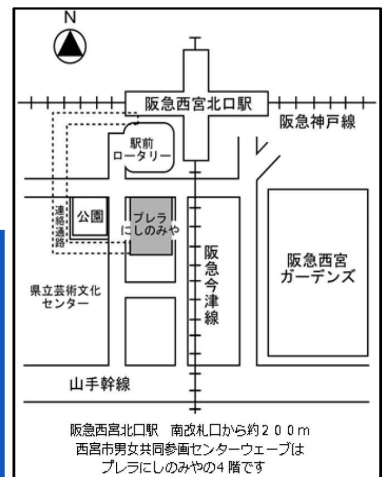 N
阪急西宮北口駅
阪急神戸線
駅前
ロータリー
連絡通路
公園
プレラ
にしのみや
阪急今津線
阪急西宮
ガーデンズ
県立芸術文化
センター
山手幹線
阪急西宮北口駅　南改札口から約200m
西宮市男女共同参画センターウェーブは
プレラにしのみやの4階です